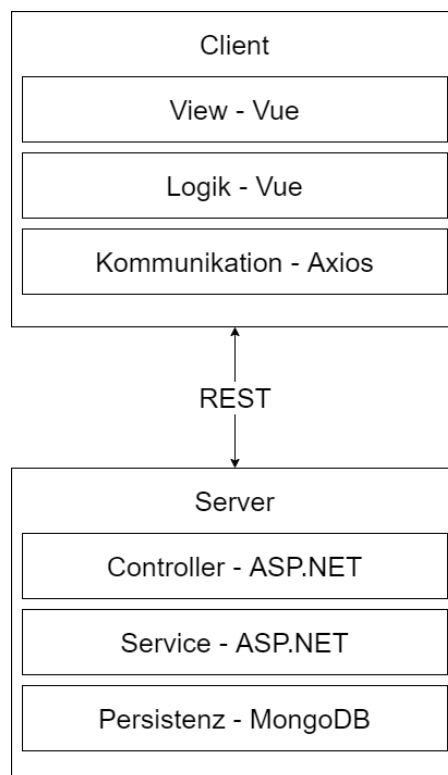 Client
View - Vue
Logik - Vue
Kommunikation - Axios
REST
Server
Controller - ASP.NET
Service - ASP.NET
Persistenz - MongoDB